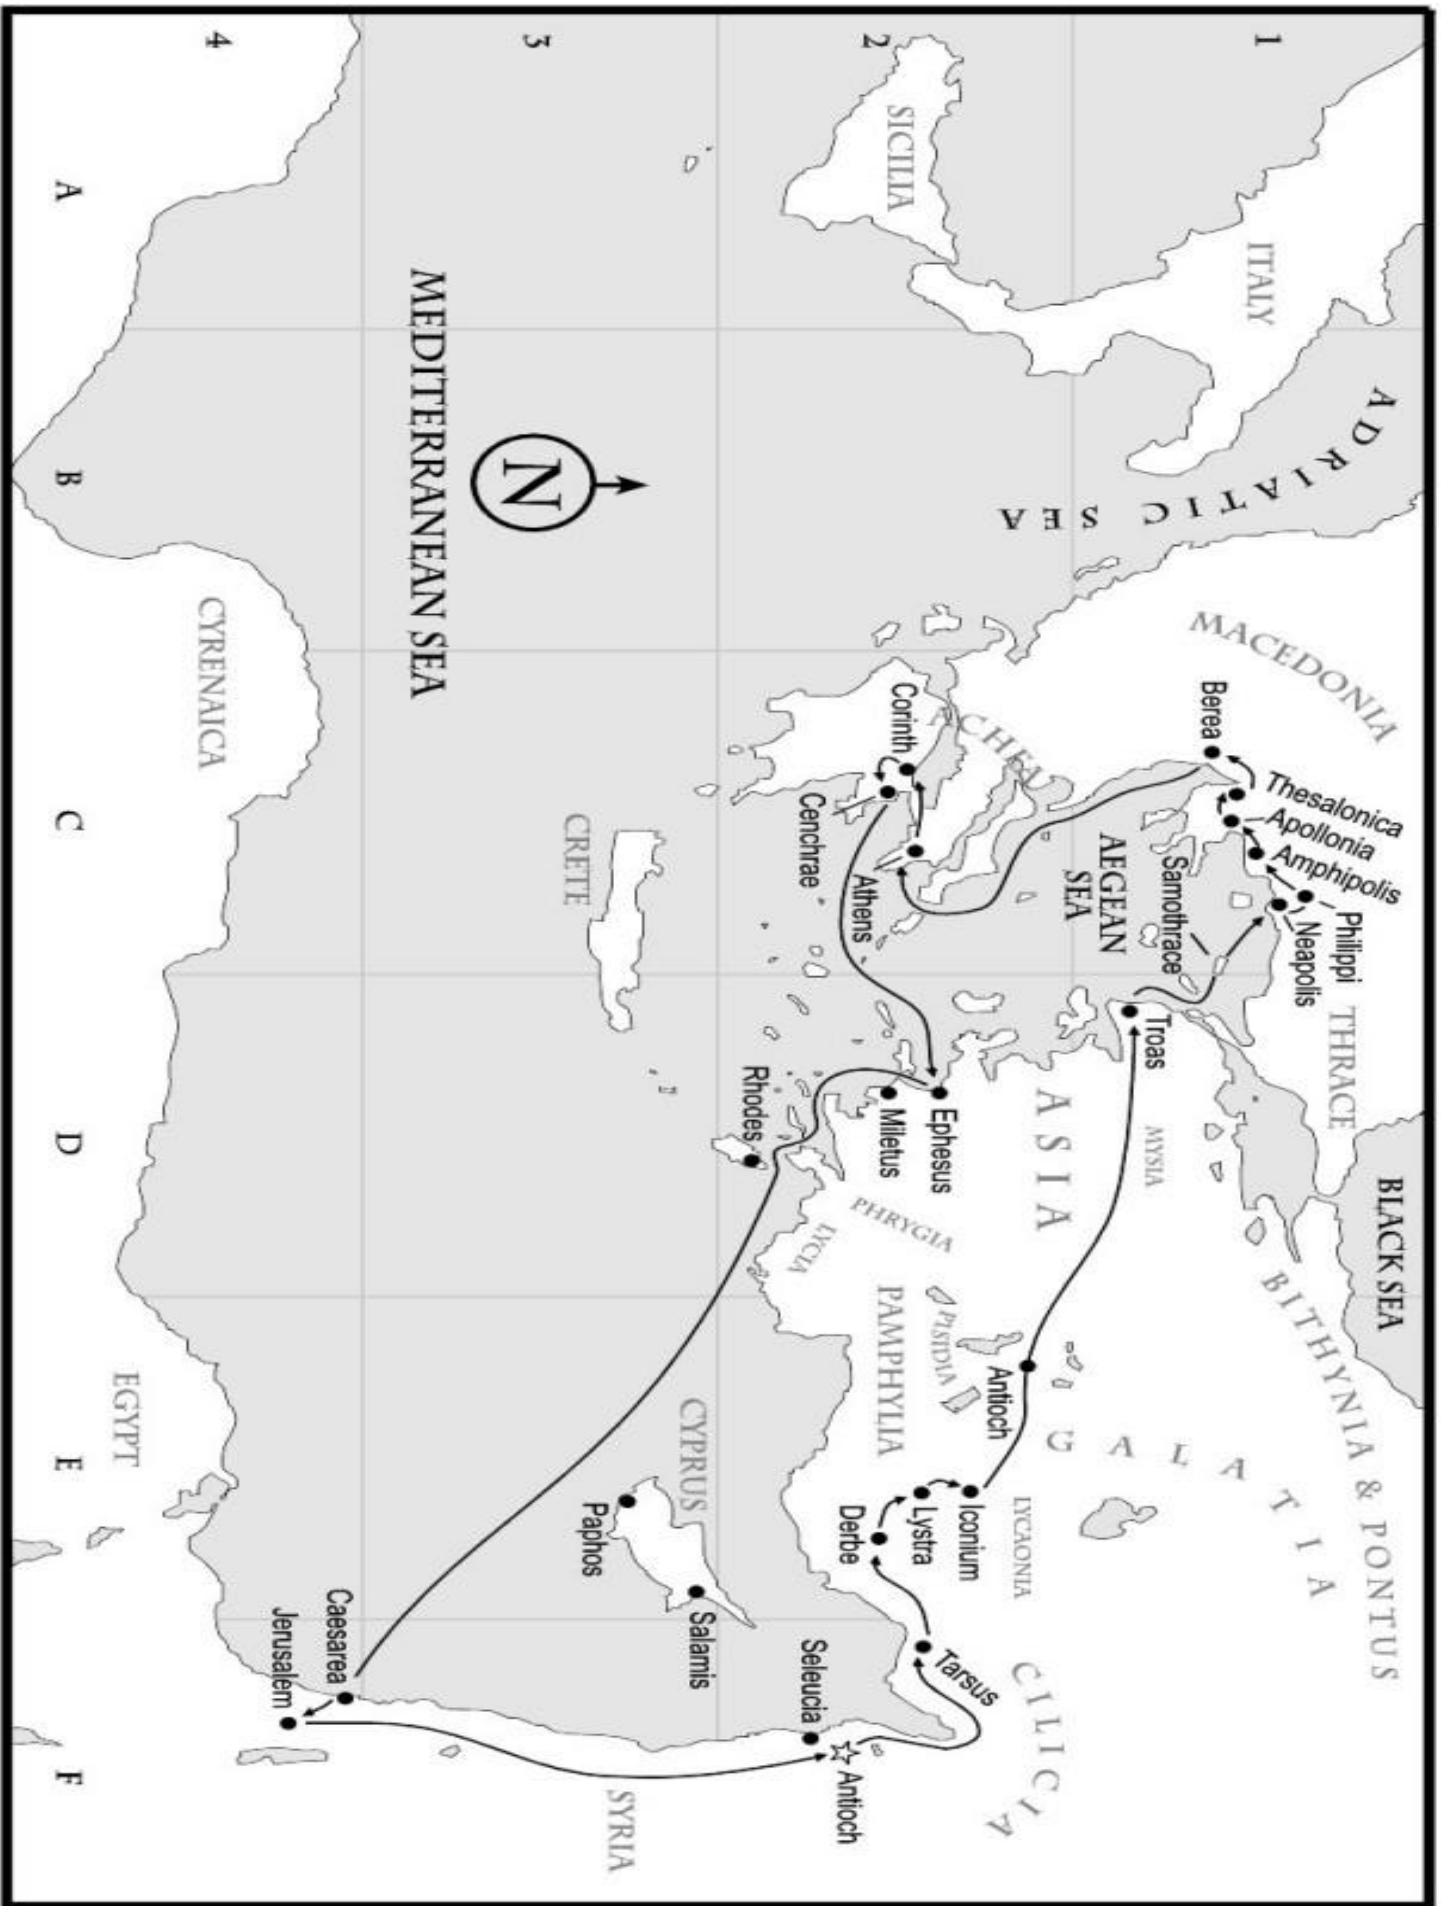 1
2
3
4
A
B
C
D
E
F
ITALY
SICILIA
ADRIATIC SEA
MACEDONIA
THRACE
BLACK SEA
BITHYNIA & PONTUS
GALATIA
Philippi
Neapolis
Amphipolis
Apollonia
Thesalonica
Berea
Samothrace
AEGEAN
SEA
Troas
MYSIA
ASIA
ACHEA
Corinth
Cenchrae
Athens
Ephesus
Miletus
Rhodes
PHRYGIA
LYCIA
PISIDIA
PAMPHYLIA
Antioch
LYCAONIA
Iconium
Lystra
Derbe
Tarsus
CILICIA
Seleucia
Antioch
SYRIA
CYPRUS
Paphos
Salamis
CRETE
N
MEDITERRANEAN SEA
Caesarea
Jerusalem
CYRENAICA
EGYPT